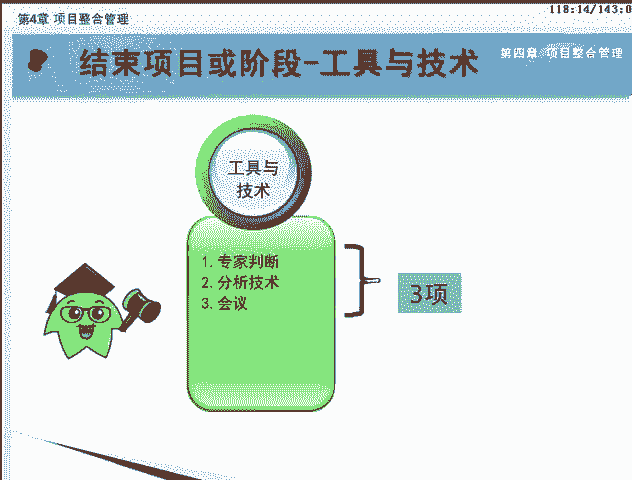 第4章 项目整合管理
118:14/143:0
结束项目或阶段-工具与技术
第四章 项目整合管理
工具与
技术
1.专家判断
2.分析技术
3.会议
3项